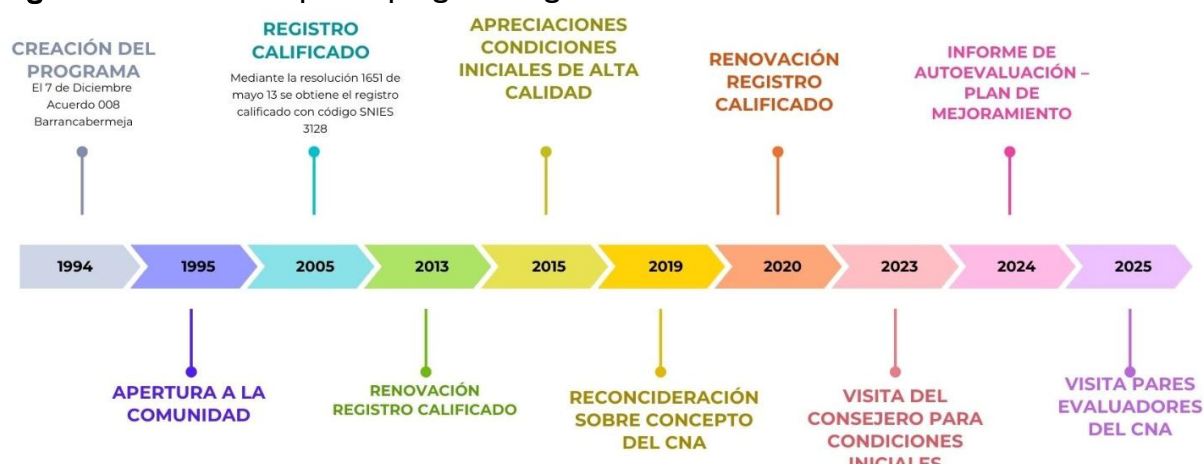 CREACIÓN DEL
PROGRAMA
El 7 de Diciembre
Acuerdo 008
Barrancabermeja
REGISTRO
CALIFICADO
Mediante la resolución 1651 de
mayo 13 se obtiene el registro
calificado con código SNIES
3128
APRECIACIONES
CONDICIONES
INICIALES DE ALTA
CALIDAD
RENOVACIÓN
REGISTRO
CALIFICADO
INFORME DE
AUTOEVALUACIÓN –
PLAN DE
MEJORAMIENTO
1994
1995
2005
2013
2015
2019
2020
2023
2024
2025
APERTURA A LA
COMUNIDAD
RENOVACIÓN
REGISTRO CALIFICADO
RECONCIDERACIÓN
SOBRE CONCEPTO
DEL CNA
VISITA DEL
CONSEJERO PARA
CONDICIONES
INICIALES
VISITA PARES
EVALUADORES
DEL CNA